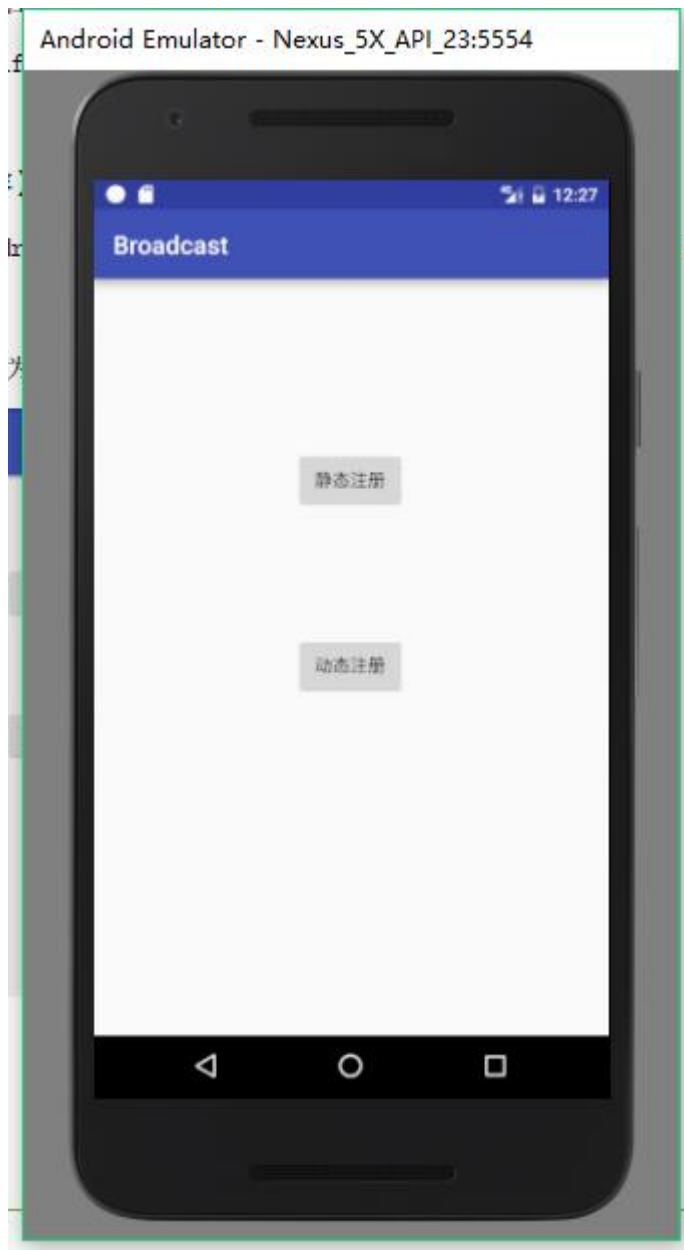 Android Emulator - Nexus_5X_API_23:5554
12:27
Broadcast
静态注册
动态注册